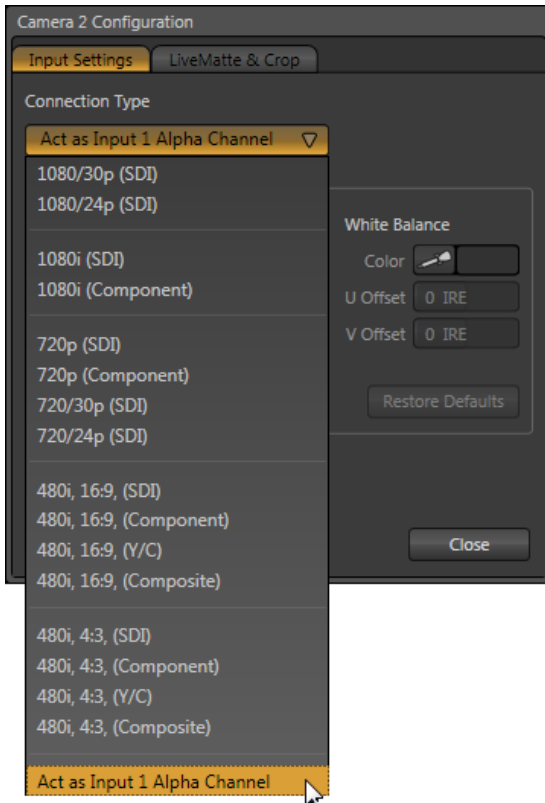 Camera 2 Configuration
Input Settings
LiveMatte & Crop
Connection Type
Act as Input 1 Alpha Channel
1080/30p (SDI)
1080/24p (SDI)
1080i (SDI)
1080i (Component)
720p (SDI)
720p (Component)
720/30p (SDI)
720/24p (SDI)
480i, 16:9, (SDI)
480i, 16:9, (Component)
480i, 16:9, (Y/C)
480i, 16:9, (Composite)
480i, 4:3, (SDI)
480i, 4:3, (Component)
480i, 4:3, (Y/C)
480i, 4:3, (Composite)
Act as Input 1 Alpha Channel
White Balance
Color
U Offset 0 IRE
V Offset 0 IRE
Restore Defaults
Close